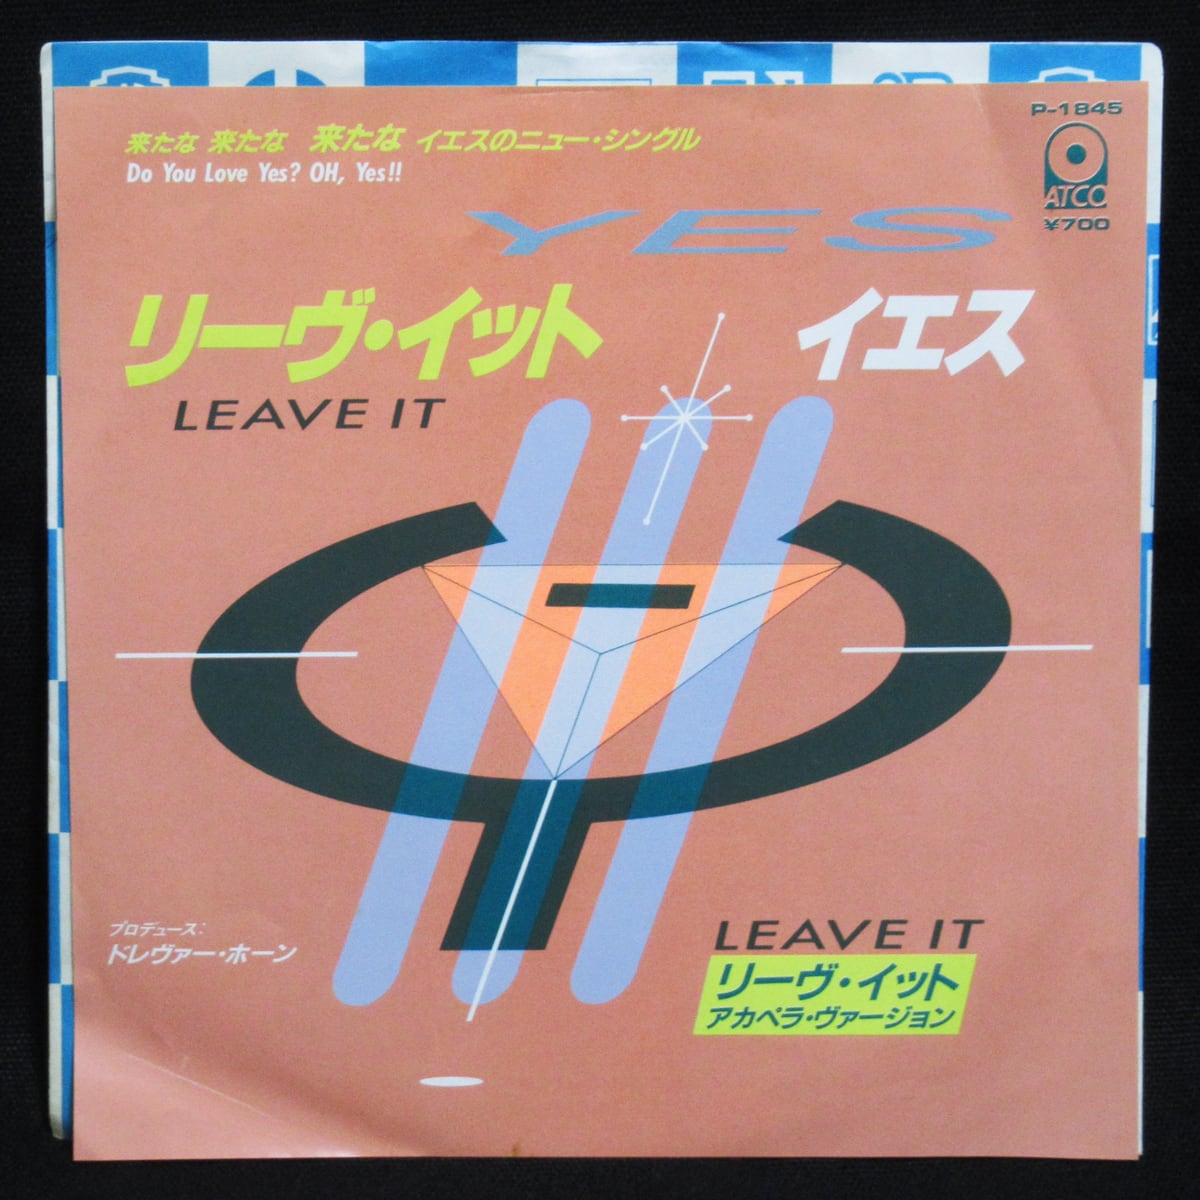 来たな 来たな 来たな イエスのニュー・シングル
Do You Love Yes? OH, Yes!!
P-1845
ATCO
¥700
YES
リーヴ・イット イエス
LEAVE IT
プロデュース:
ドレヴァー・ホーン
LEAVE IT
リーヴ・イット
アカペラ・ヴァージョン